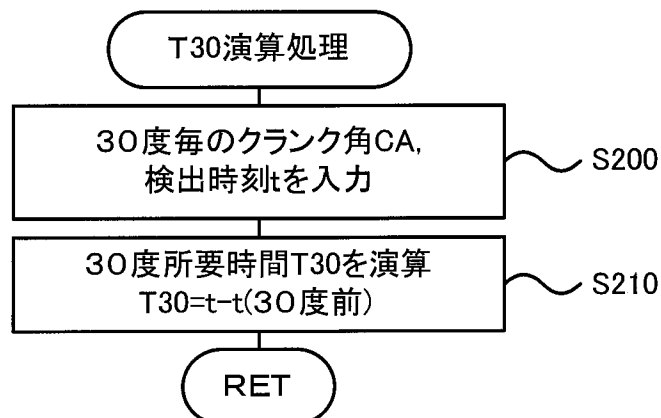 T30演算処理
３０度毎のクランク角CA,
検出時刻tを入力
S200
３０度所要時間T30を演算
T30=t-t(３０度前)
S210
RET